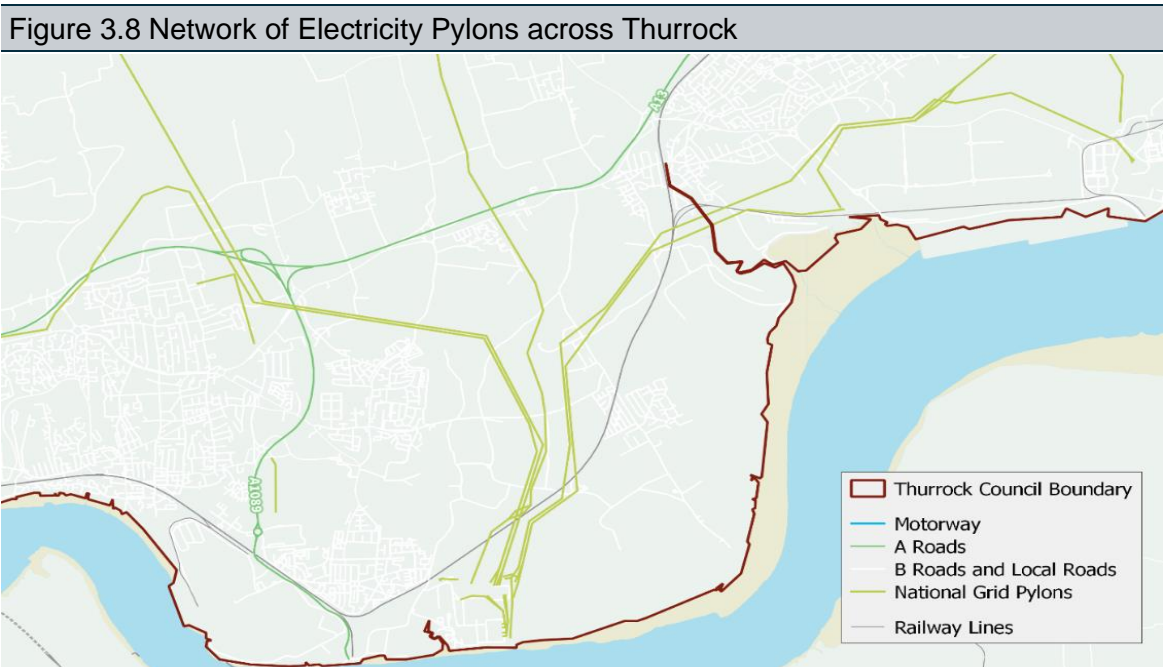 Figure 3.8 Network of Electricity Pylons across Thurrock
A13
A1089
Thurrock Council Boundary
Motorway
A Roads
B Roads and Local Roads
National Grid Pylons
Railway Lines